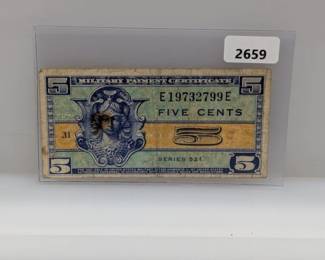 2659
MILITARY PAYMENT CERTIFICATE
5 5
E19732799E
FIVE CENTS
31 5
SERIES 521
5 5